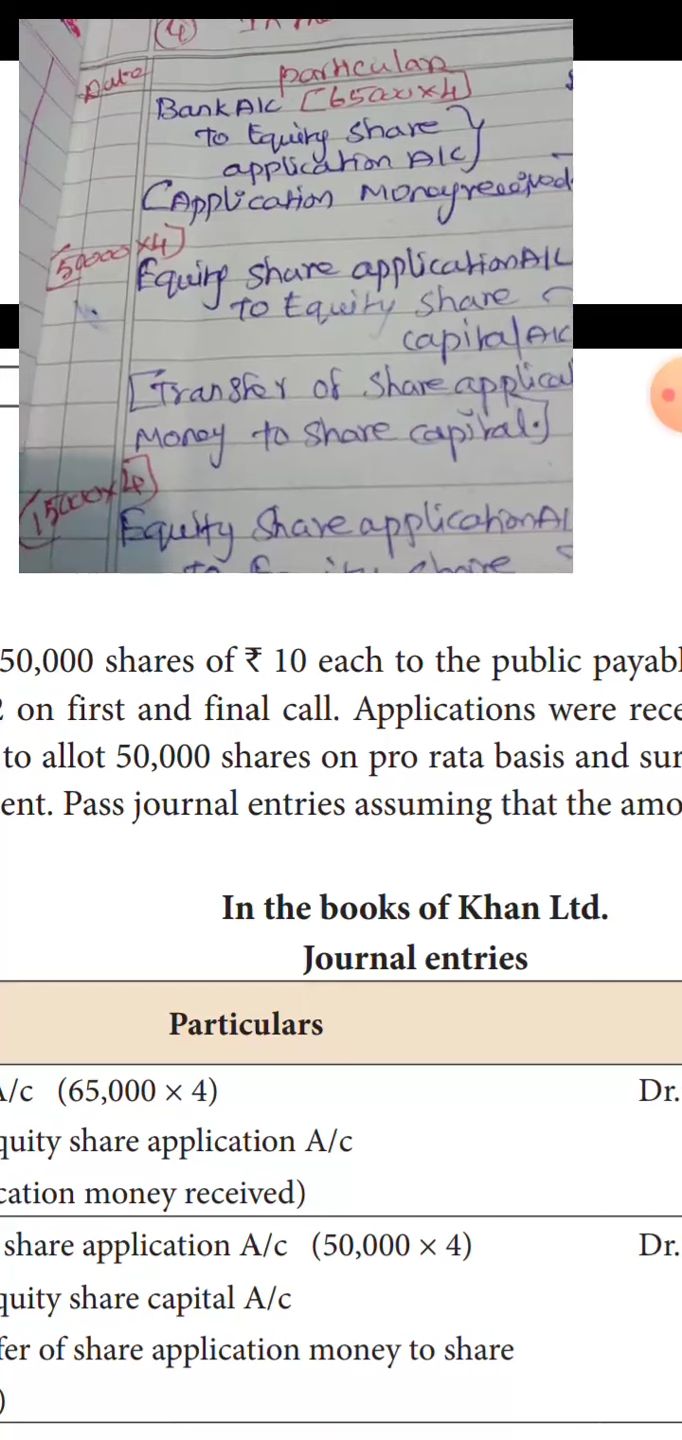 (4)
Date
particular
Bank A/c [65000×4]
To Equity share
application A/c
(Application Money received
[50000×4]
Equity share application A/c
To Equity share
capital A/c
[Transfer of Share applicat
Money to share capital.]
(15000×4]
Equity Share application A/
to share
50,000 shares of ₹ 10 each to the public payabl
on first and final call. Applications were rece
to allot 50,000 shares on pro rata basis and sur
ent. Pass journal entries assuming that the amo
In the books of Khan Ltd.
Journal entries
Particulars
A/c (65,000 × 4) Dr.
quity share application A/c
cation money received)
share application A/c (50,000 × 4) Dr.
quity share capital A/c
fer of share application money to share
)